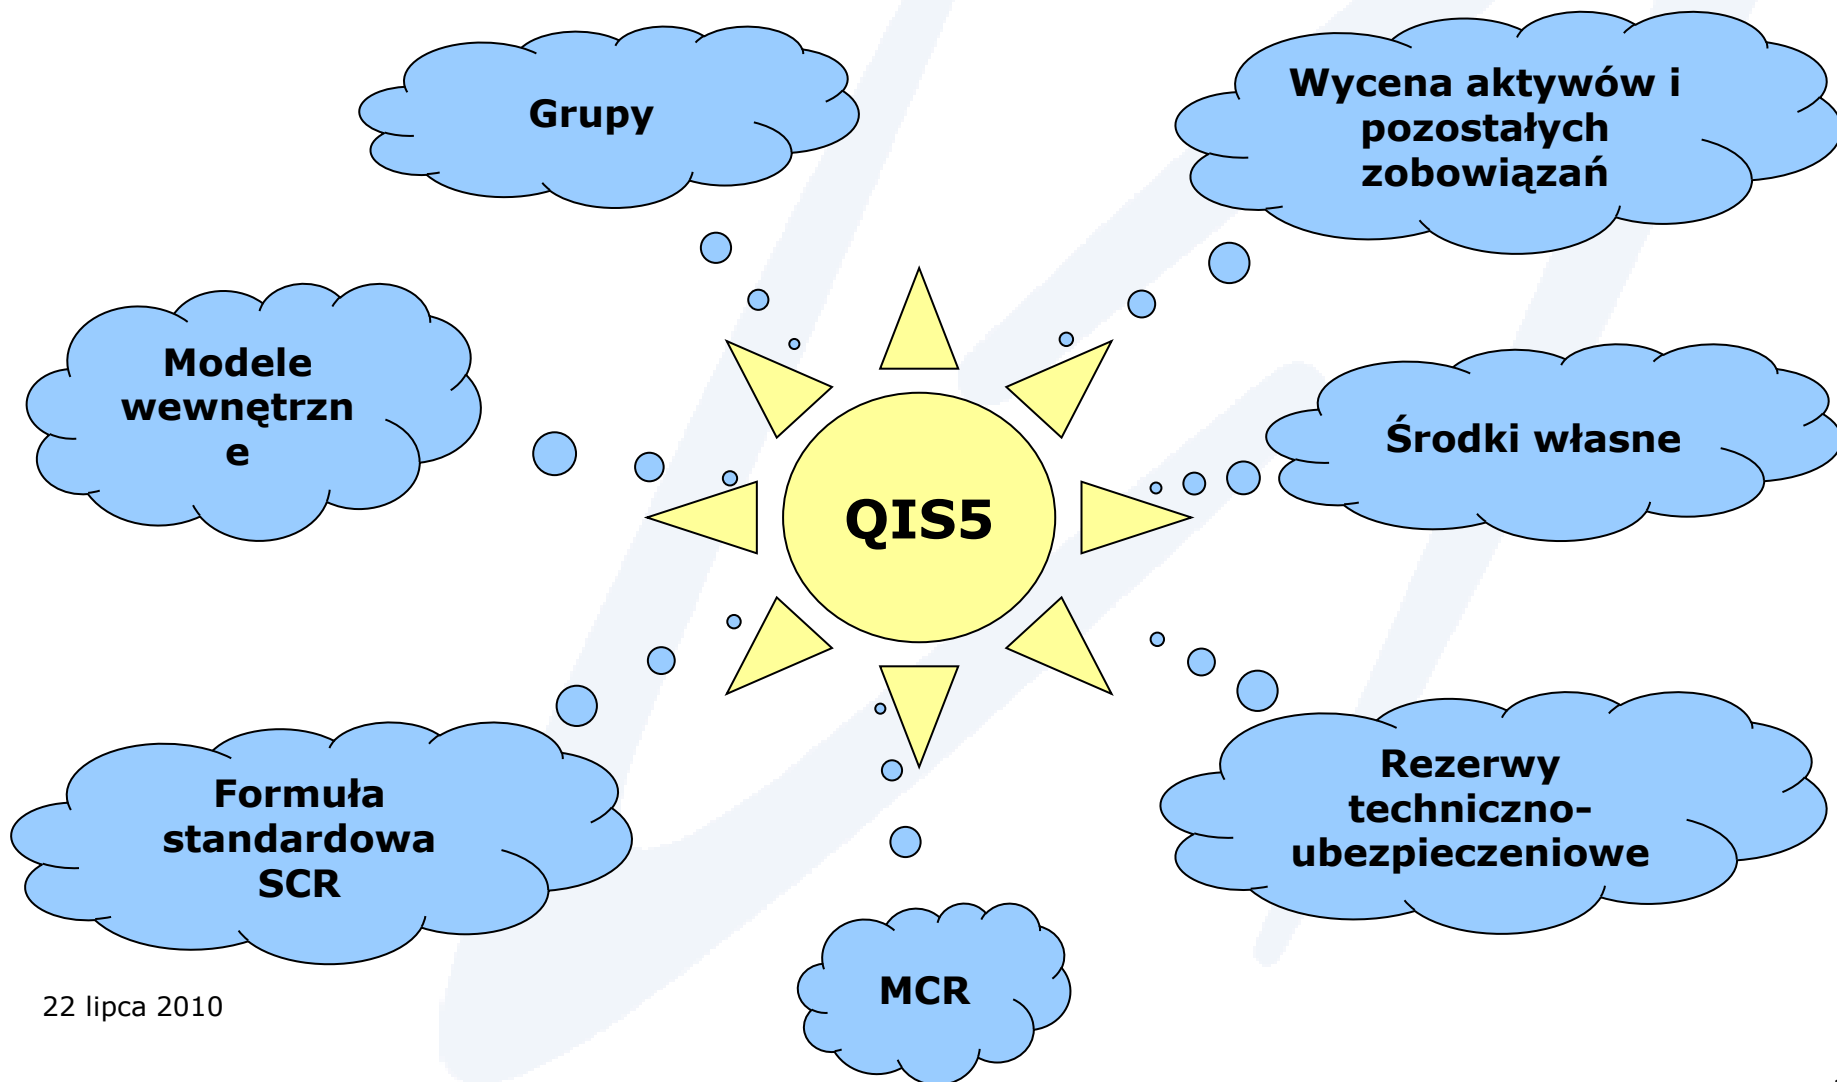 Grupy
Wycena aktywów i
pozostałych
zobowiązań
Modele
wewnętrzn
e
Środki własne
QIS5
Formuła
standardowa
SCR
Rezerwy
techniczno-
ubezpieczeniowe
MCR
22 lipca 2010